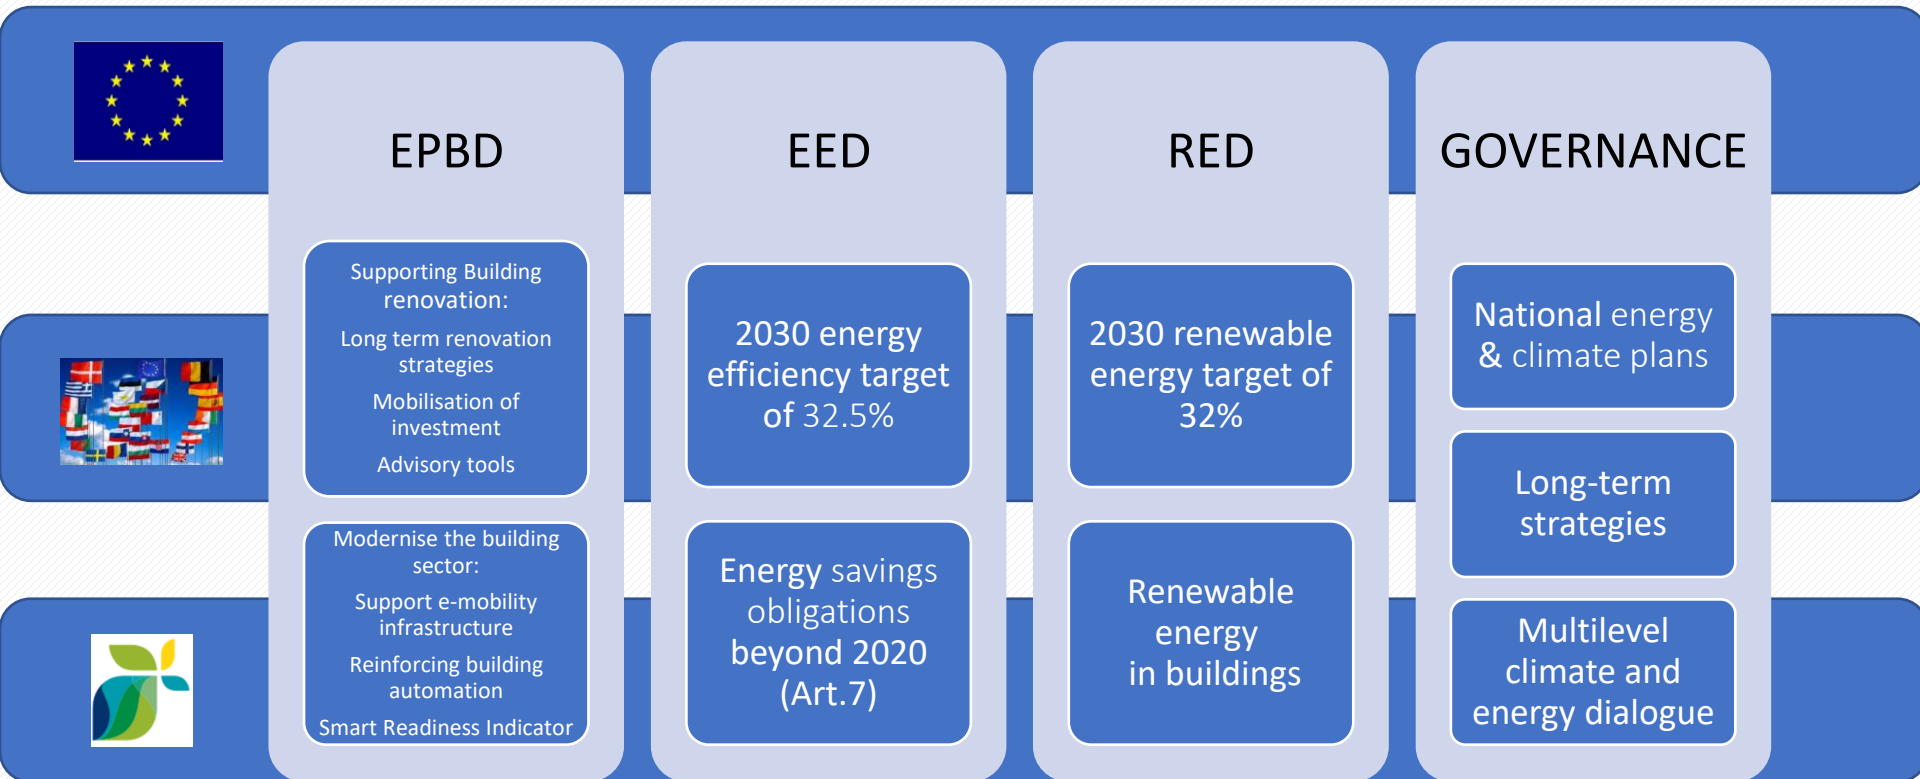 EPBD
Supporting Building
renovation:
Long term renovation
strategies
Mobilisation of
investment
Advisory tools
Modernise the building
sector:
Support e-mobility
infrastructure
Reinforcing building
automation
Smart Readiness Indicator
EED
2030 energy
efficiency target
of 32.5%
Energy savings
obligations
beyond 2020
(Art.7)
RED
2030 renewable
energy target of
32%
Renewable
energy
in buildings
GOVERNANCE
National energy
& climate plans
Long-term
strategies
Multilevel
climate and
energy dialogue